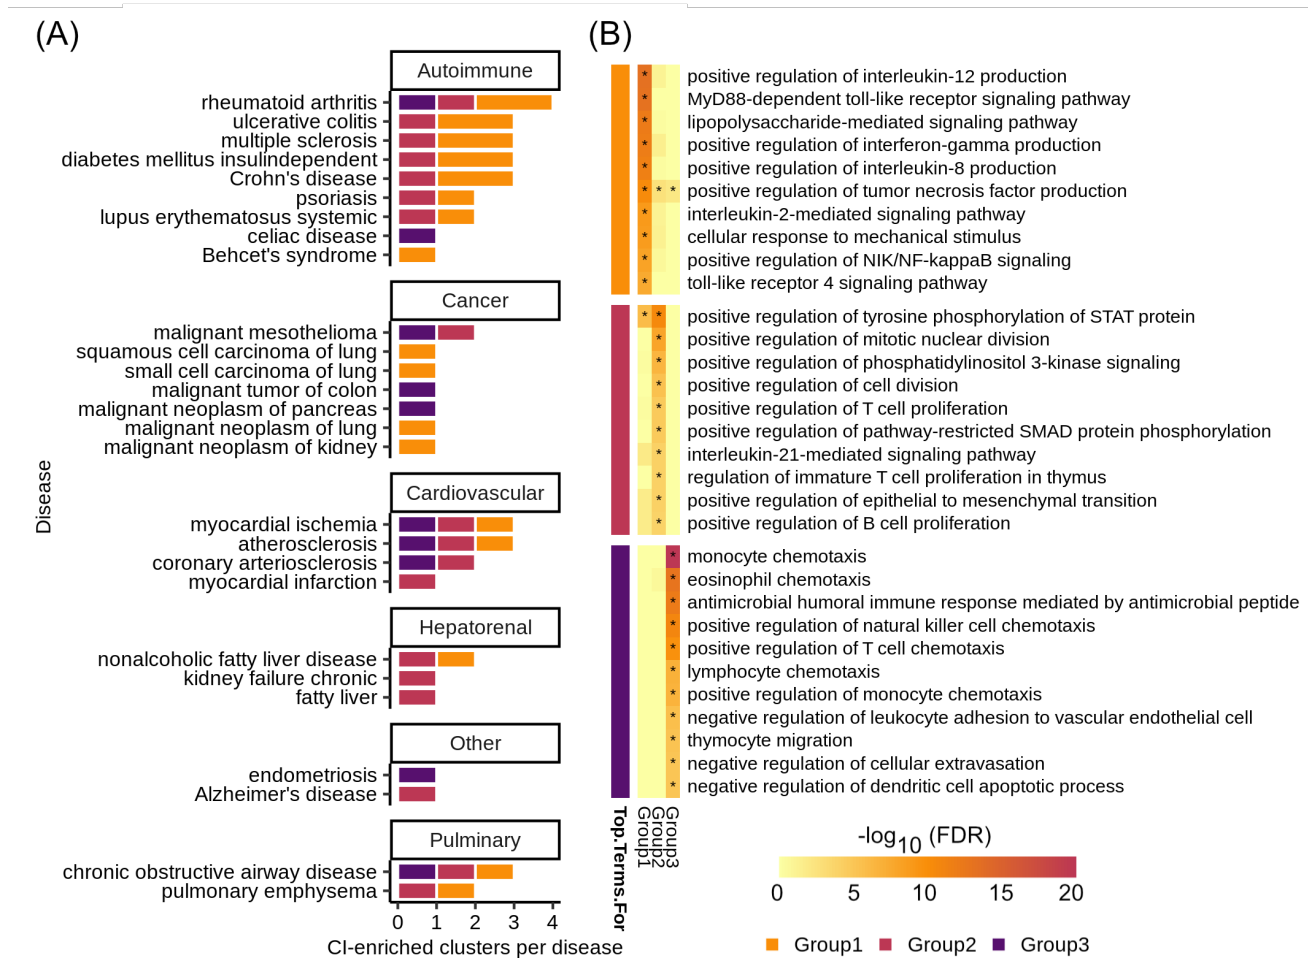 (A)
Autoimmune
rheumatoid arthritis
ulcerative colitis
multiple sclerosis
diabetes mellitus insulindependent
Crohn's disease
psoriasis
lupus erythematosus systemic
celiac disease
Behcet's syndrome
Cancer
malignant mesothelioma
squamous cell carcinoma of lung
small cell carcinoma of lung
malignant tumor of colon
malignant neoplasm of pancreas
malignant neoplasm of lung
malignant neoplasm of kidney
Cardiovascular
myocardial ischemia
atherosclerosis
coronary arteriosclerosis
myocardial infarction
Hepatorenal
nonalcoholic fatty liver disease
kidney failure chronic
fatty liver
Other
endometriosis
Alzheimer's disease
Pulminary
chronic obstructive airway disease
pulmonary emphysema
0 1 2 3 4
CI-enriched clusters per disease
Disease
(B)
* positive regulation of interleukin-12 production
* MyD88-dependent toll-like receptor signaling pathway
* lipopolysaccharide-mediated signaling pathway
* positive regulation of interferon-gamma production
* positive regulation of interleukin-8 production
* * * positive regulation of tumor necrosis factor production
* interleukin-2-mediated signaling pathway
* cellular response to mechanical stimulus
* positive regulation of NIK/NF-kappaB signaling
* toll-like receptor 4 signaling pathway
* * positive regulation of tyrosine phosphorylation of STAT protein
* positive regulation of mitotic nuclear division
* positive regulation of phosphatidylinositol 3-kinase signaling
* positive regulation of cell division
* positive regulation of T cell proliferation
* positive regulation of pathway-restricted SMAD protein phosphorylation
* interleukin-21-mediated signaling pathway
* regulation of immature T cell proliferation in thymus
* positive regulation of epithelial to mesenchymal transition
* positive regulation of B cell proliferation
* monocyte chemotaxis
* eosinophil chemotaxis
* antimicrobial humoral immune response mediated by antimicrobial peptide
* positive regulation of natural killer cell chemotaxis
* positive regulation of T cell chemotaxis
* lymphocyte chemotaxis
* positive regulation of monocyte chemotaxis
* negative regulation of leukocyte adhesion to vascular endothelial cell
* thymocyte migration
* negative regulation of cellular extravasation
* negative regulation of dendritic cell apoptotic process
Top.Terms.For
Group1
Group2
Group3
-log10 (FDR)
0 5 10 15 20
Group1 Group2 Group3